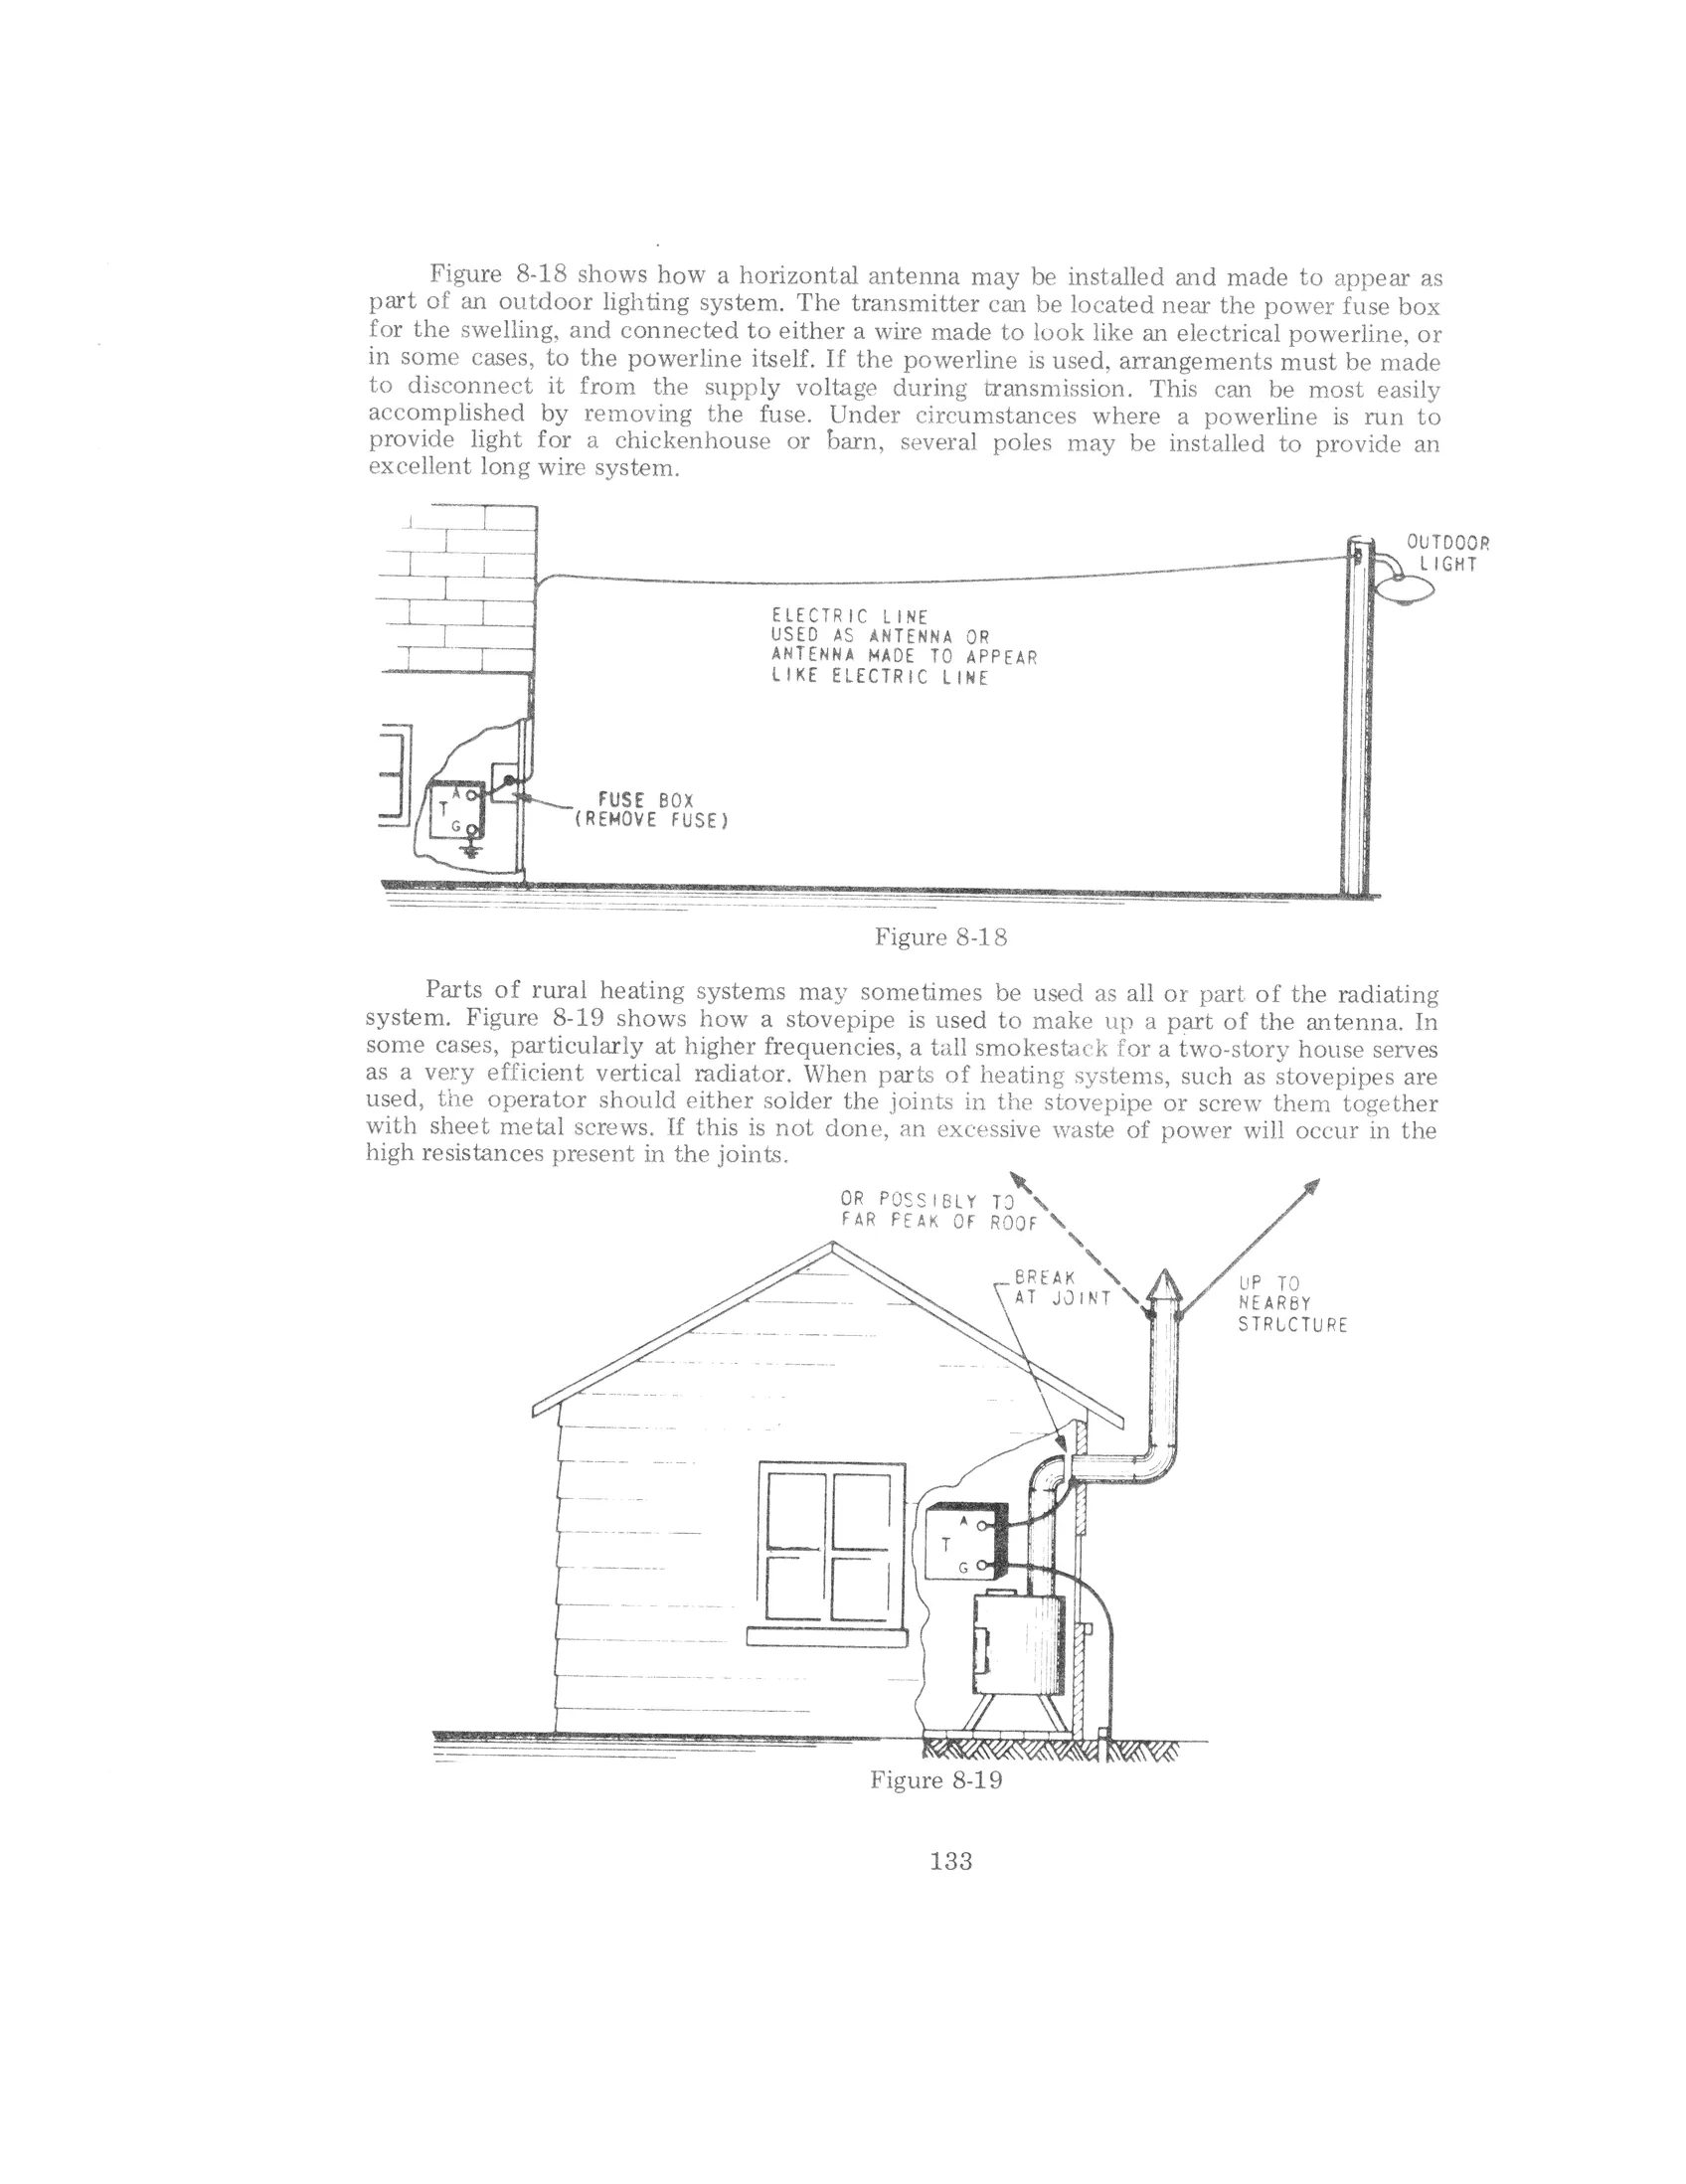 Figure 8-18 shows how a horizontal antenna may be installed and made to appear as
part of an outdoor lighting system. The transmitter can be located near the power fuse box
for the swelling, and connected to either a wire made to look like an electrical powerline, or
in some cases, to the powerline itself. If the powerline is used, arrangements must be made
to disconnect it from the supply voltage during transmission. This can be most easily
accomplished by removing the fuse. Under circumstances where a powerline is run to
provide light for a chickenhouse or barn, several poles may be installed to provide an
excellent long wire system.
OUTDOOR
LIGHT
ELECTRIC LINE
USED AS ANTENNA OR
ANTENNA MADE TO APPEAR
LIKE ELECTRIC LINE
A
T
G
FUSE BOX
(REMOVE FUSE)
Figure 8-18
Parts of rural heating systems may sometimes be used as all or part of the radiating
system. Figure 8-19 shows how a stovepipe is used to make up a part of the antenna. In
some cases, particularly at higher frequencies, a tall smokestack for a two-story house serves
as a very efficient vertical radiator. When parts of heating systems, such as stovepipes are
used, the operator should either solder the joints in the stovepipe or screw them together
with sheet metal screws. If this is not done, an excessive waste of power will occur in the
high resistances present in the joints.
OR POSSIBLY TO
FAR PEAK OF ROOF
BREAK
AT JOINT
UP TO
NEARBY
STRUCTURE
A
T
G
Figure 8-19
133